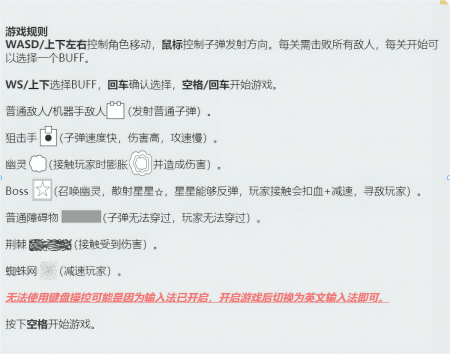 游戏规则
WASD/上下左右控制角色移动，鼠标控制子弹发射方向。每关需击败所有敌人，每关开始可
以选择一个BUFF。
WS/上下选择BUFF，回车确认选择，空格/回车开始游戏。
普通敌人/机器手敌人（发射普通子弹）。
狙击手（子弹速度快，伤害高，攻速慢）。
幽灵（接触玩家时膨胀并造成伤害）。
Boss（召唤幽灵，散射星星☆，星星能够反弹，玩家接触会扣血+减速，寻敌玩家）。
普通障碍物（子弹无法穿过，玩家无法穿过）。
荆棘（接触受到伤害）。
蜘蛛网（减速玩家）。
无法使用键盘操控可能是因为输入法已开启，开启游戏后切换为英文输入法即可。
按下空格开始游戏。